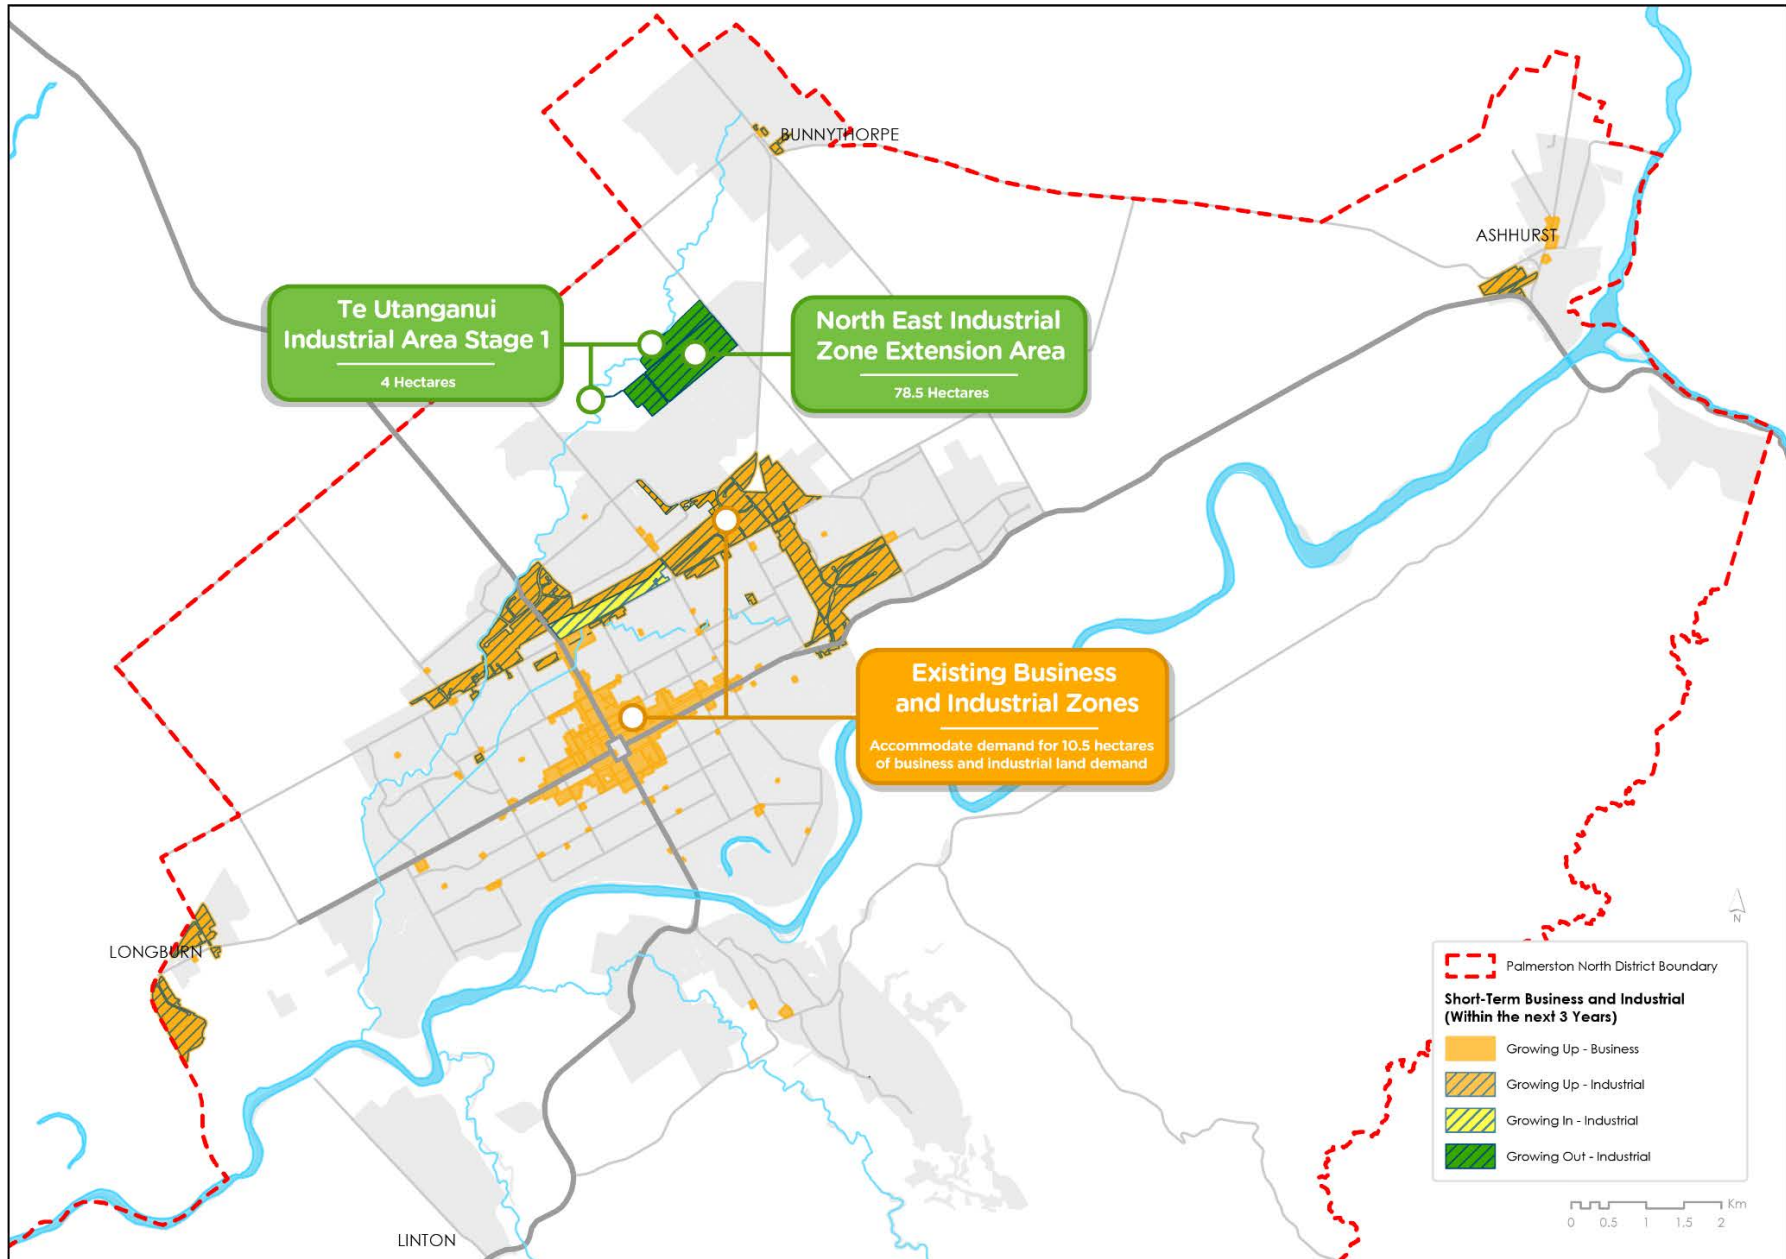 BUNNYTHORPE
ASHHURST
Te Utanganui
Industrial Area Stage 1
4 Hectares
North East Industrial
Zone Extension Area
78.5 Hectares
Existing Business
and Industrial Zones
Accommodate demand for 10.5 hectares
of business and industrial land demand
LONGBURN
LINTON
N
Palmerston North District Boundary
Short-Term Business and Industrial
(Within the next 3 Years)
Growing Up - Business
Growing Up - Industrial
Growing In - Industrial
Growing Out - Industrial
Km
0 0.5 1 1.5 2